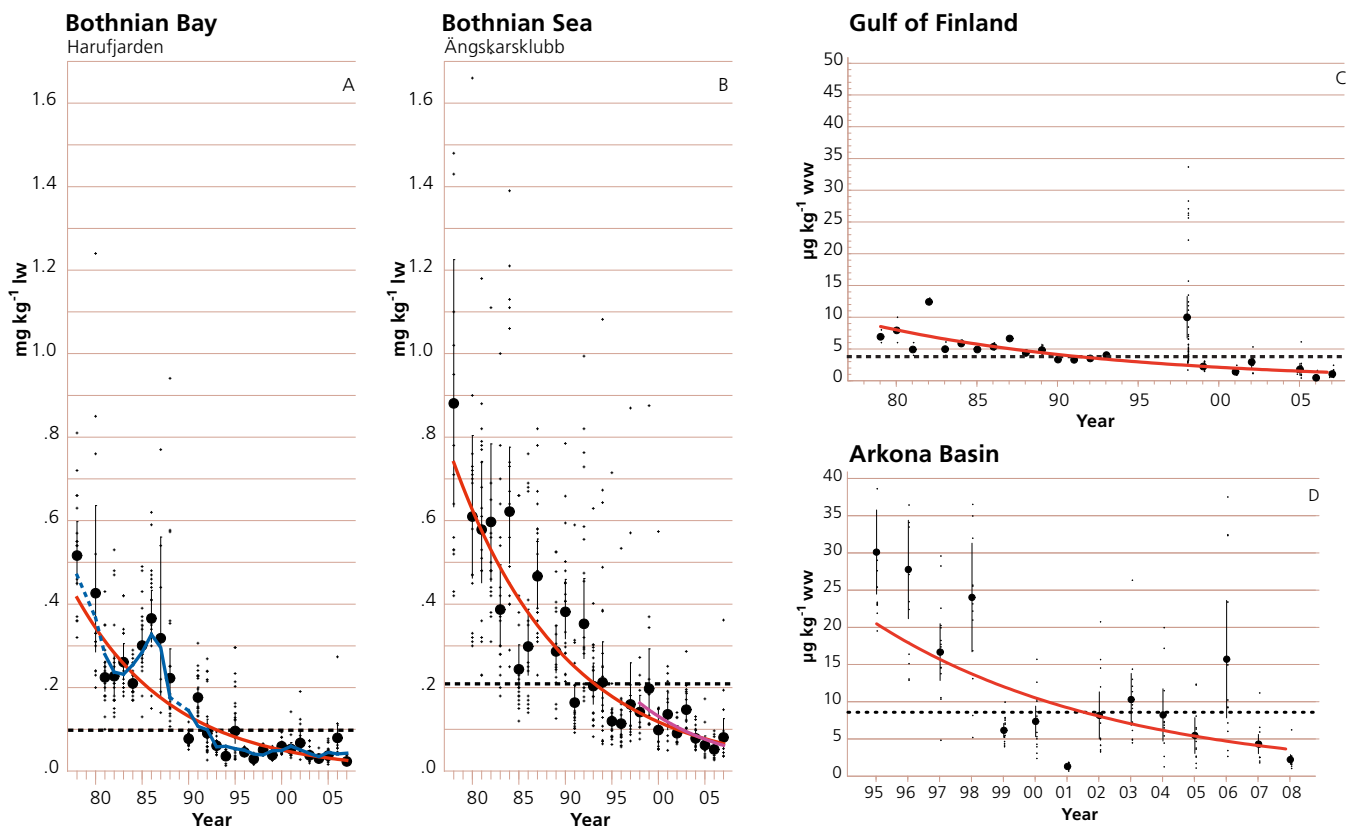 Bothnian Bay
Harufjarden
A
1.6
1.4
1.2
1.0
.8
.6
.4
.2
.0
mg kg-1 lw
80 85 90 95 00 05
Year
Bothnian Sea
Ängskarsklubb
B
1.6
1.4
1.2
1.0
.8
.6
.4
.2
.0
mg kg-1 lw
80 85 90 95 00 05
Year
Gulf of Finland
C
50
45
40
35
30
25
20
15
10
5
0
µg kg-1 ww
80 85 90 95 00 05
Year
Arkona Basin
D
40
35
30
25
20
15
10
5
0
µg kg-1 ww
95 96 97 98 99 00 01 02 03 04 05 06 07 08
Year